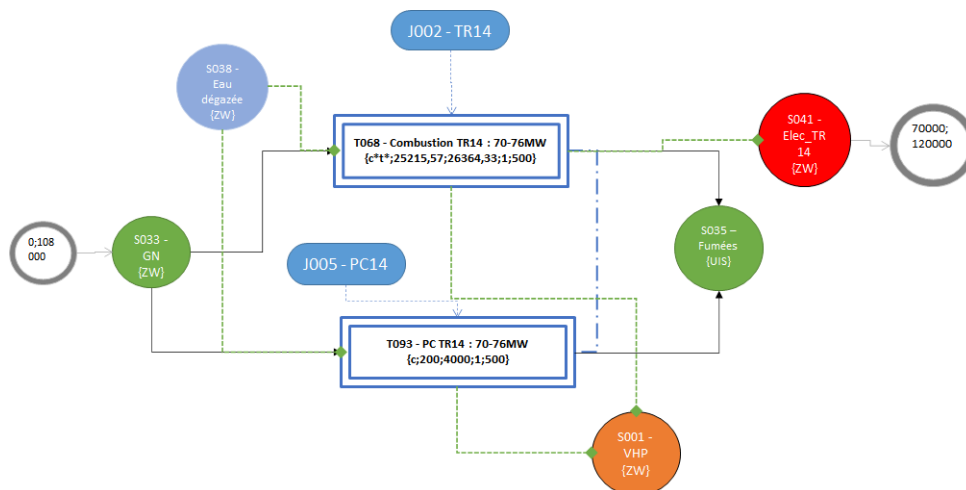 J002 - TR14
S038 -
Eau
dégazée
{ZW}
T068 - Combustion TR14 : 70-76MW
{c*t*;25215,57;26364,33;1;500}
S041 -
Elec_TR
14
{ZW}
70000;
120000
0;108
000
S033 -
GN
{ZW}
J005 - PC14
S035 –
Fumées
{UIS}
T093 - PC TR14 : 70-76MW
{c;200;4000;1;500}
S001 -
VHP
{ZW}